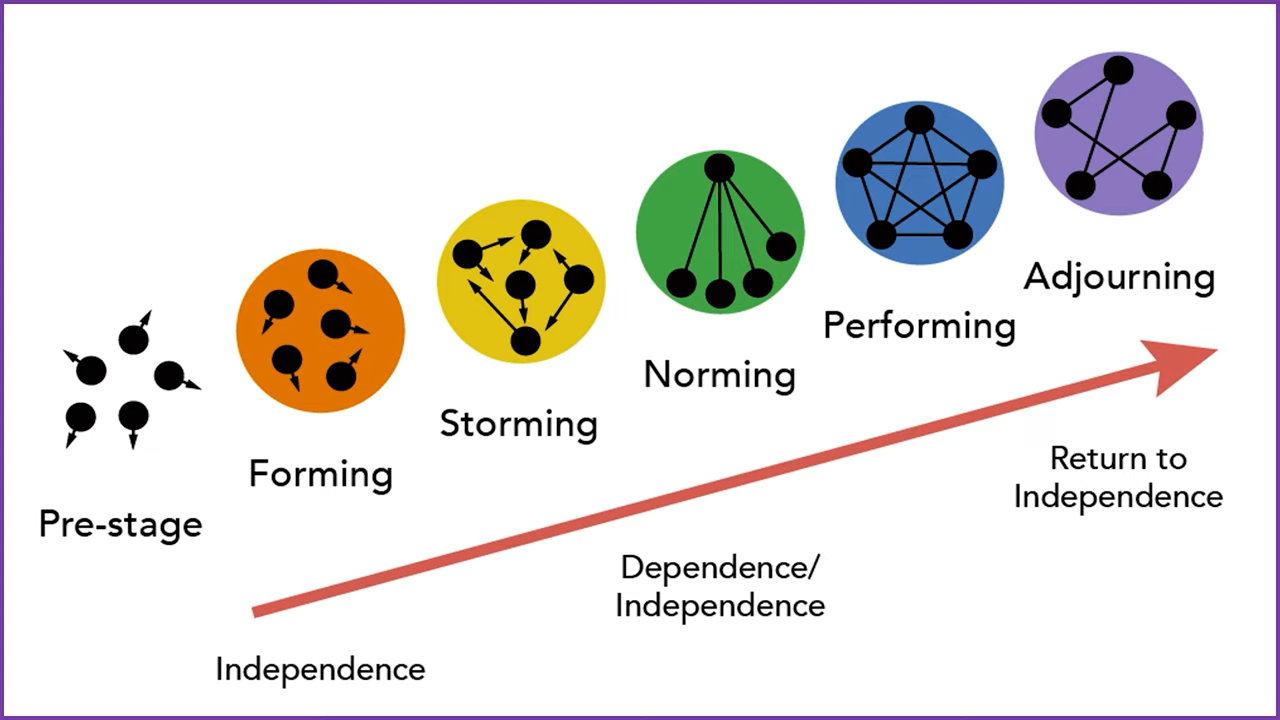 Pre-stage
Forming
Storming
Norming
Performing
Adjourning
Independence
Dependence/
Independence
Return to
Independence